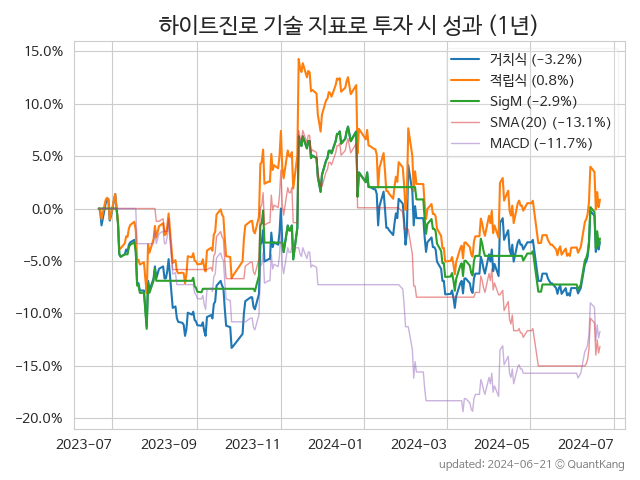 하이트진로 기술 지표로 투자 시 성과 (1년)
15.0%
10.0%
5.0%
0.0%
−5.0%
−10.0%
−15.0%
−20.0%
거치식 (−3.2%)
적립식 (0.8%)
SigM (−2.9%)
SMA(20) (−13.1%)
MACD (−11.7%)
2023−07
2023−09
2023−11
2024−01
2024−03
2024−05
2024−07
updated: 2024-06-21 © QuantKang